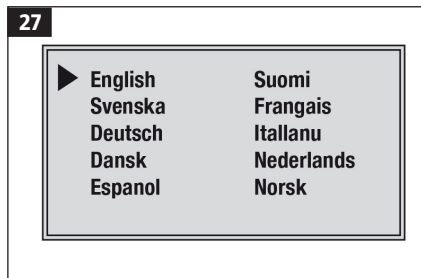 27
English Suomi
Svenska Frangais
Deutsch Itallanu
Dansk Nederlands
Espanol Norsk